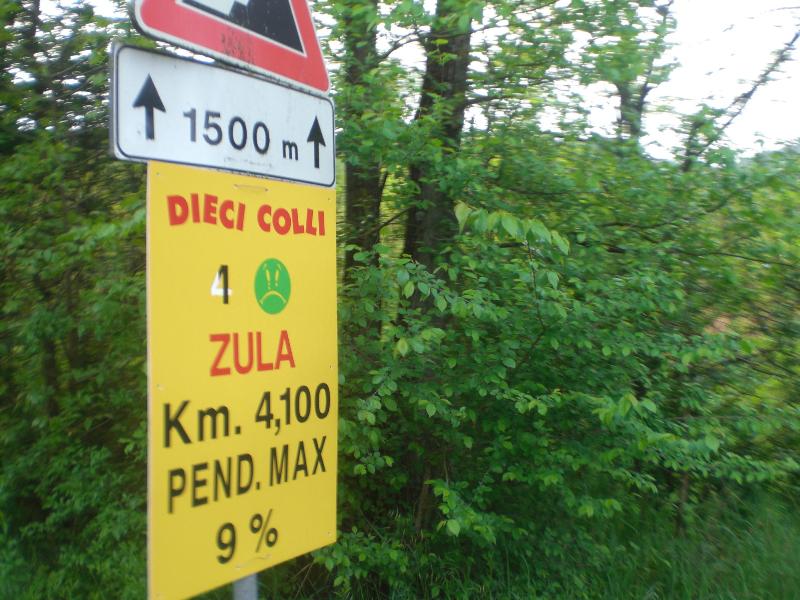 1500 m
DIECI COLLI
4
ZULA
Km. 4,100
PEND. MAX
9 %